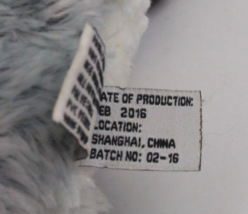 ATE OF PRODUCTION:
EB 2016
LOCATION:
SHANGHAI, CHINA
BATCH NO: 02-16